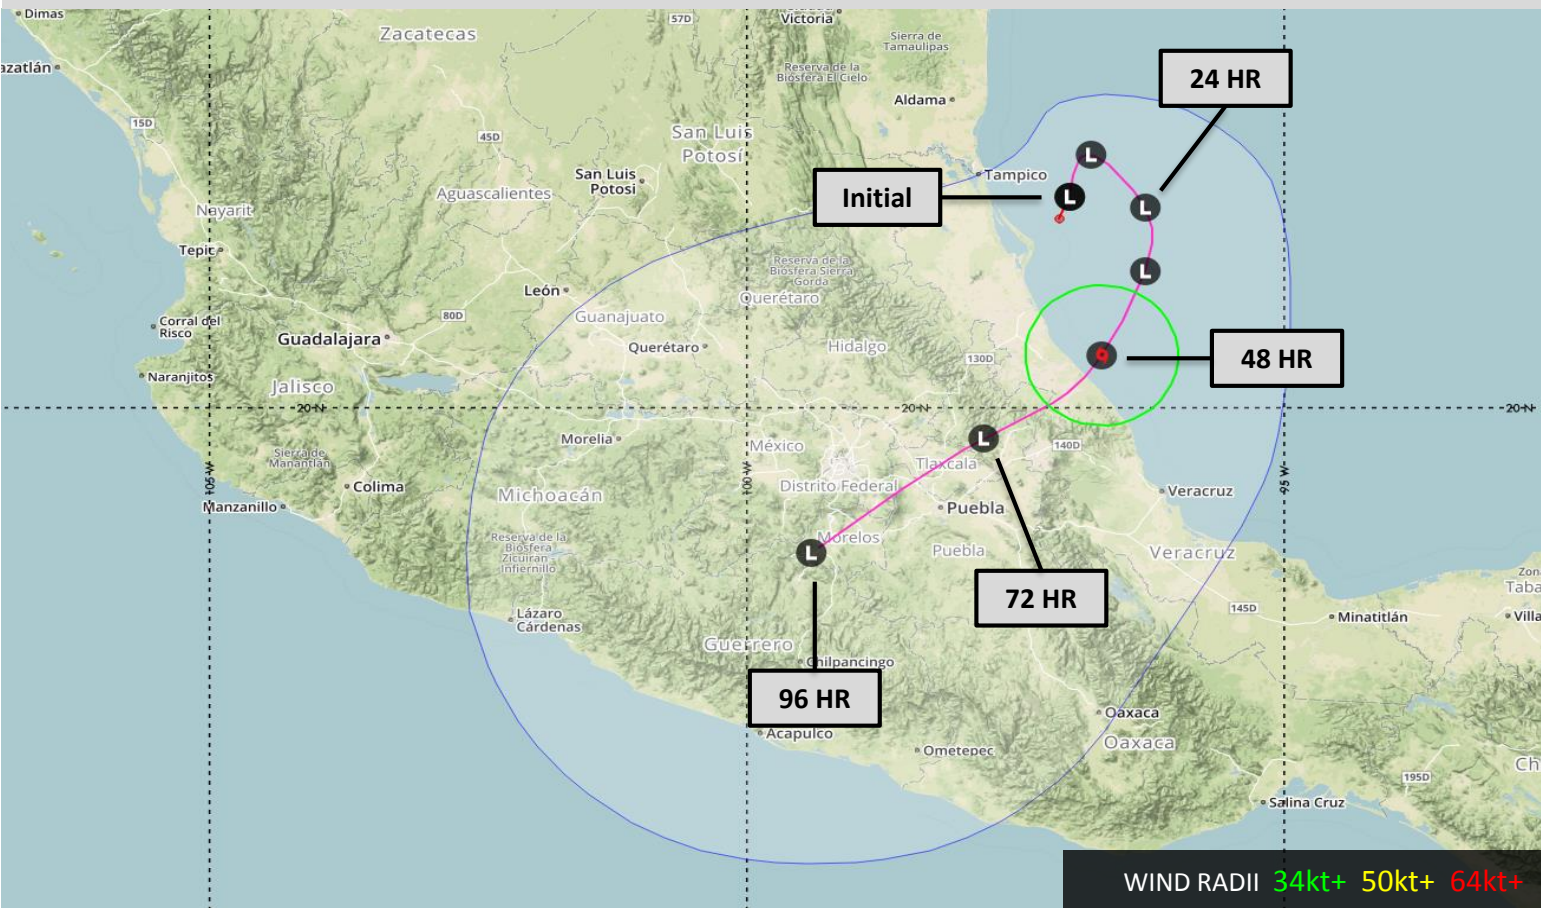 Dimas
Zacatecas
57D
Victoria
Sierra de
Tamaulipas
24 HR
azatlán
Reserva de la
Biósfera El Cielo
Aldama
15D
45D
San Luis
Potosí
L
Tampico
San Luis
Potosi
Aguascalientes
Initial
L
L
Nayarit
Tepic
Reserva de la
Biosfera Sierra
Gorda
L
León
Querétaro
Guanajuato
80D
Corral del
Risco
Guadalajara
Querétaro
Hidalgo
130D
48 HR
Naranjitos
Jalisco
20 N
20 N
20 N
Morelia
México
L
140D
Sierra de
Manantlán
Tlaxcala
105 W
100 W
95 W
Colima
Michoacán
Distrito Federal
Veracruz
Manzanillo
Puebla
Reserva de la
Biosfera
Zicuirán -
Infiernillo
L
Morelos
Puebla
Veracruz
Zon
Taba
72 HR
Lázaro
Cárdenas
145D
Minatitlán
Villa
Guerrero
Chilpancingo
96 HR
Acapulco
Oaxaca
Oaxaca
Ometepec
195D
Ch
Salina Cruz
WIND RADII 34kt+ 50kt+ 64kt+